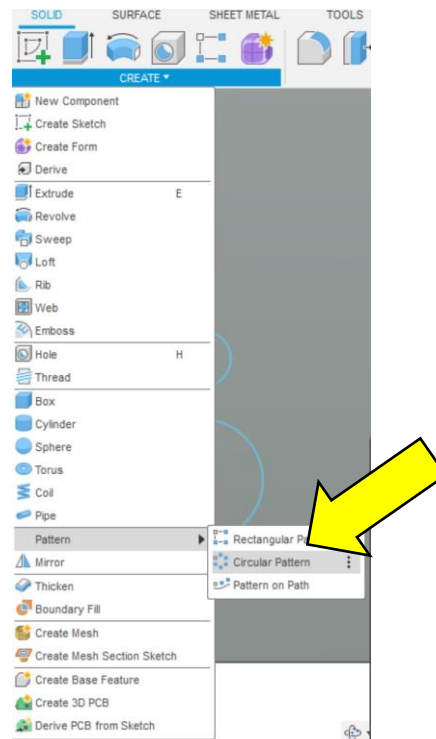 SOLID SURFACE SHEET METAL TOOLS
CREATE ▾
New Component
Create Sketch
Create Form
Derive
Extrude E
Revolve
Sweep
Loft
Rib
Web
Emboss
Hole H
Thread
Box
Cylinder
Sphere
Torus
Coil
Pipe
Pattern
Rectangular
Mirror
Circular Pattern
Thicken
Pattern on Path
Boundary Fill
Create Mesh
Create Mesh Section Sketch
Create Base Feature
Create 3D PCB
Derive PCB from Sketch